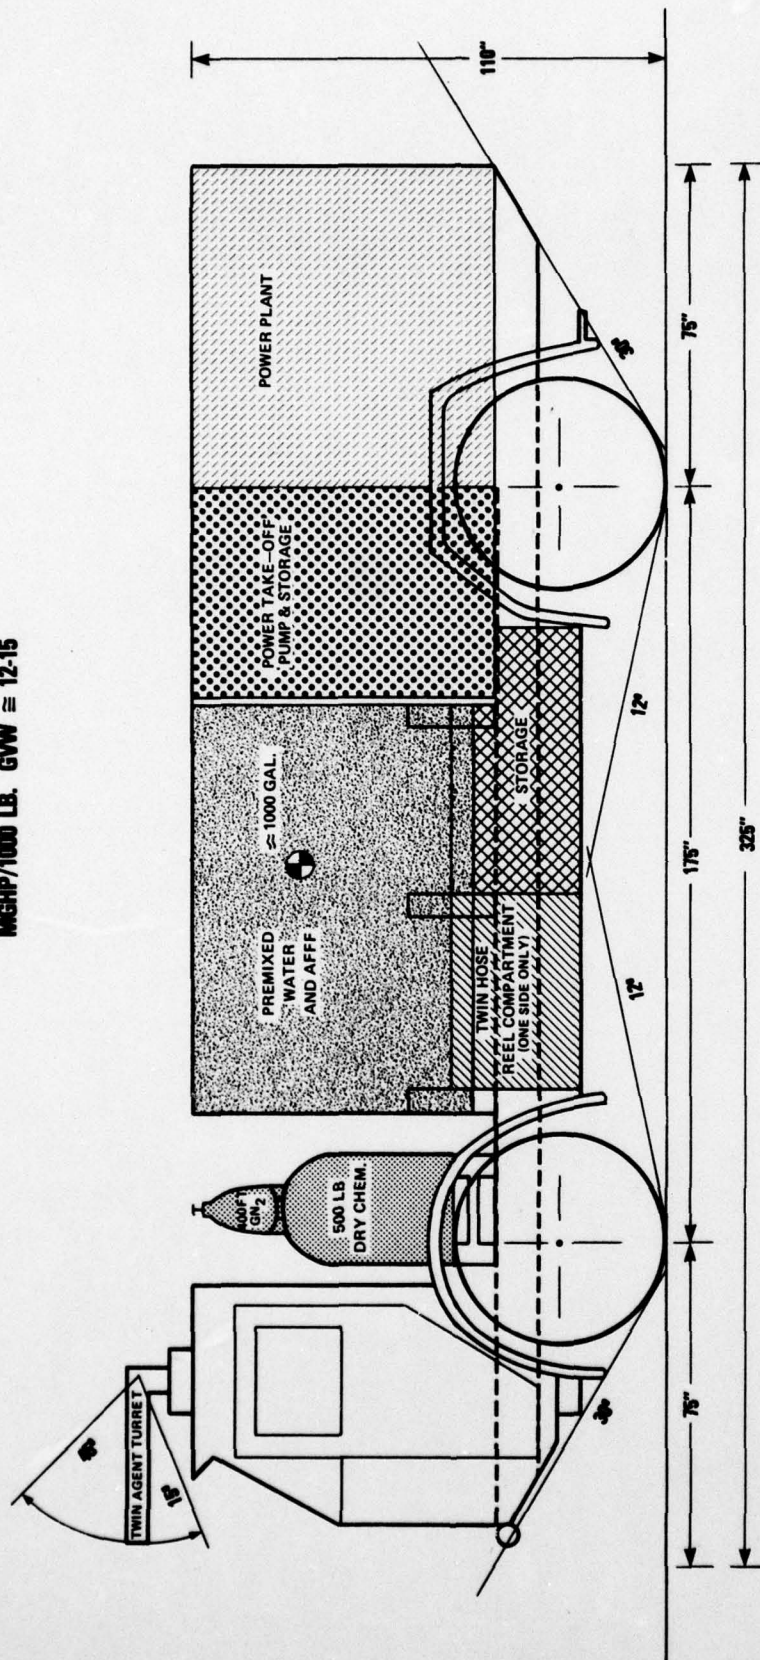 MGHP/1000 LB. GVW ≅ 12-15
TWIN AGENT TURRET
15°
400FT
GN₂
500 LB
DRY CHEM.
PREMIXED
WATER
AND AFFF
≈ 1000 GAL.
POWER TAKE-OFF
PUMP & STORAGE
POWER PLANT
110"
TWIN HOSE
REEL COMPARTMENT
(ONE SIDE ONLY)
STORAGE
30°
12°
12°
30°
75"
175"
75"
325"